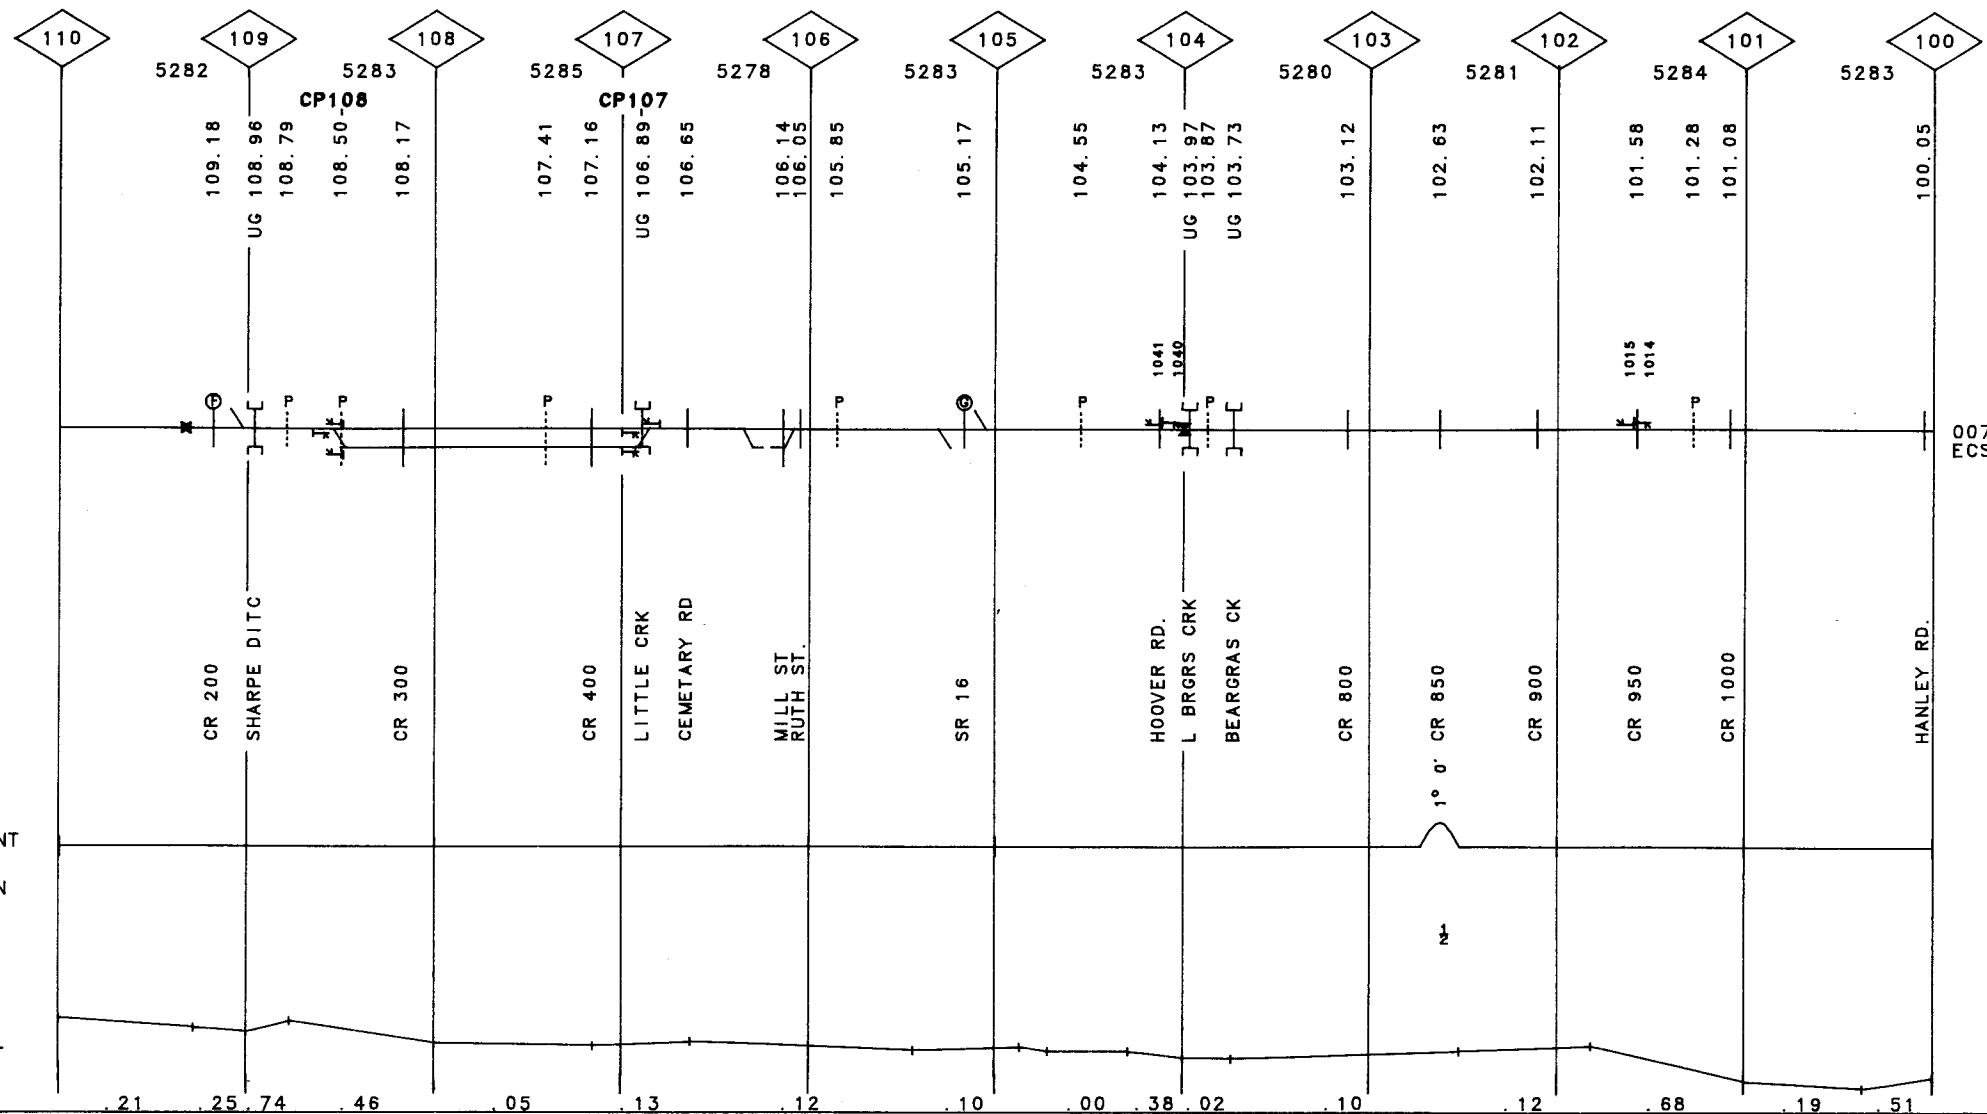 110 109 108 107 106 105 104 103 102 101 100
5282 5283 5285 5278 5283 5283 5280 5281 5284 5283
CP108 CP107
109.18
UG 108.96
108.79
108.50
108.17
107.41
107.16
UG 106.89
106.65
106.14
106.05
105.85
105.17
104.55
104.13
UG 103.97
103.87
UG 103.73
103.12
102.63
102.11
101.58
101.28
101.08
100.05
1041
1040
1015
1014
F P P P P G P P P
007
ECS
CR 200
SHARPE DITC
CR 300
CR 400
LITTLE CRK
CEMETARY RD
MILL ST
RUTH ST.
SR 16
HOOVER RD.
L BRGRS CRK
BEARGRAS CK
CR 800
CR 850
CR 900
CR 950
CR 1000
HANLEY RD.
1° 0'
NT
N
1/2
.21 .25 .74 .46 .05 .13 .12 .10 .00 .38 .02 .10 .12 .68 .19 .51